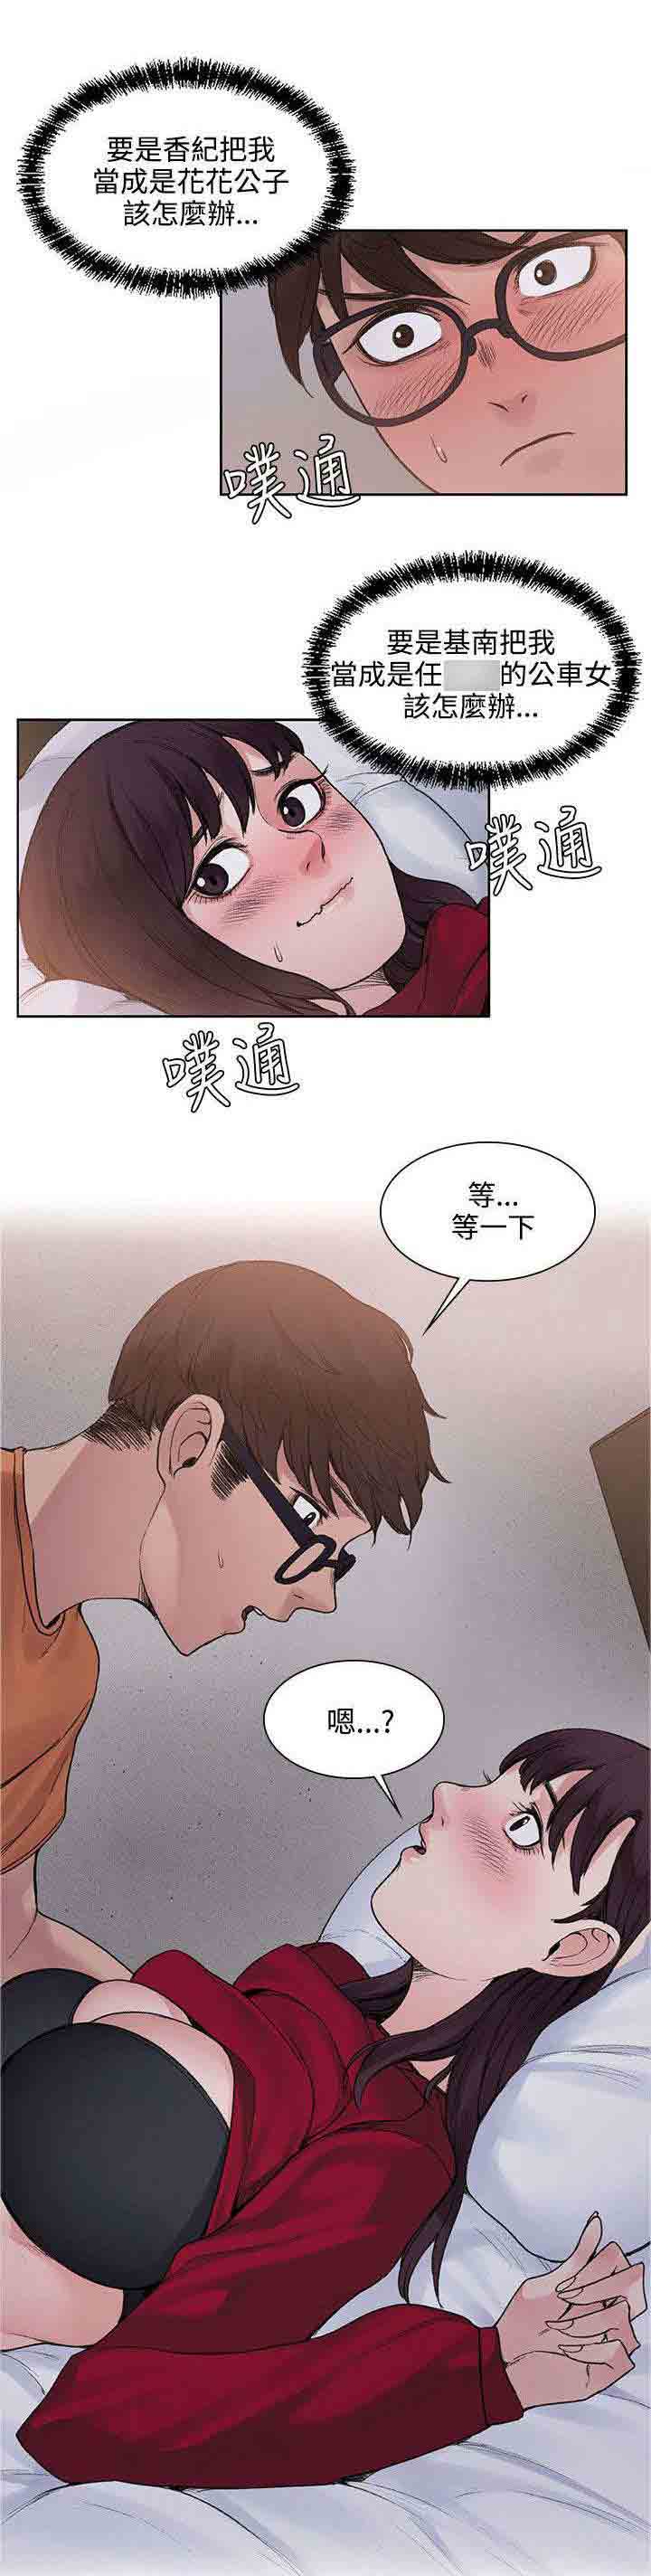 要是香紀把我
當成是花花公子
該怎麼辦...
噗通
要是基南把我
當成是任 的公車女
該怎麼辦...
噗通
噗通
等...
等一下
嗯...?